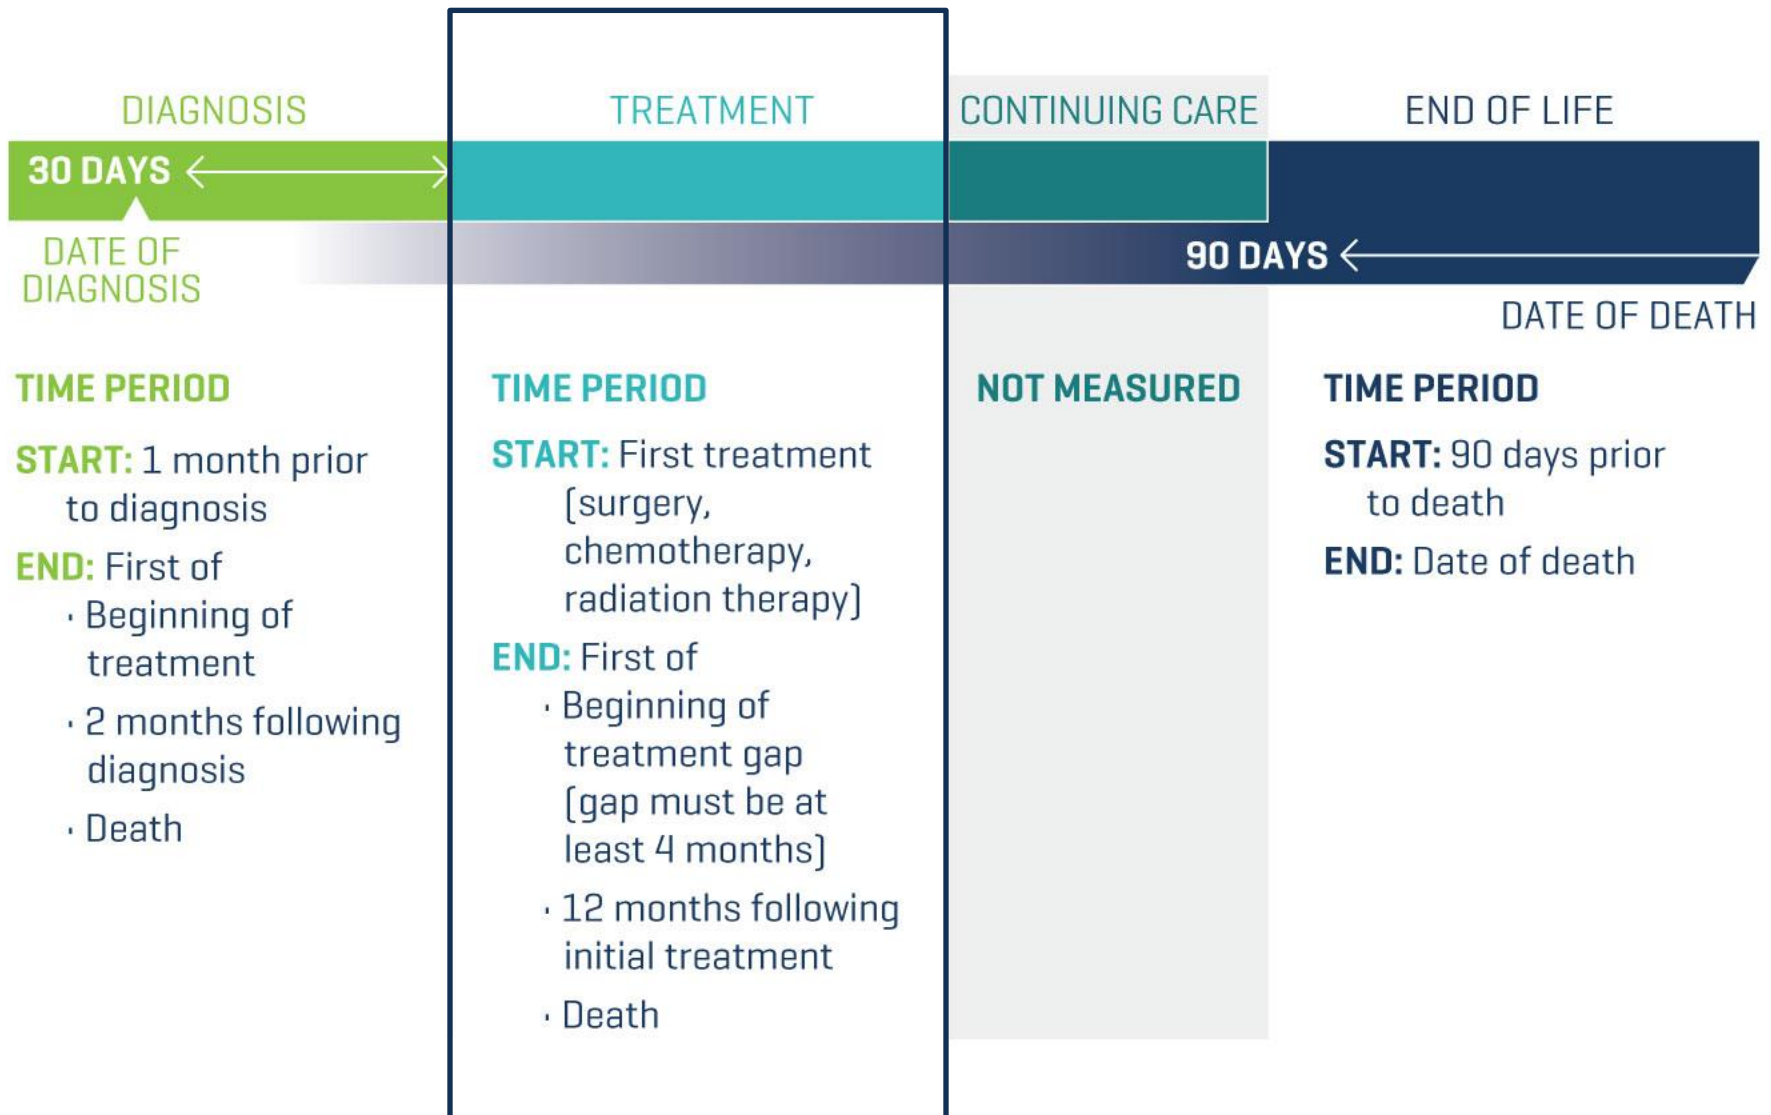 DIAGNOSIS
TREATMENT
CONTINUING CARE
END OF LIFE
30 DAYS
DATE OF
DIAGNOSIS
90 DAYS
DATE OF DEATH
TIME PERIOD
START: 1 month prior
to diagnosis
END: First of
· Beginning of
treatment
· 2 months following
diagnosis
· Death
TIME PERIOD
START: First treatment
(surgery,
chemotherapy,
radiation therapy)
END: First of
· Beginning of
treatment gap
(gap must be at
least 4 months)
· 12 months following
initial treatment
· Death
NOT MEASURED
TIME PERIOD
START: 90 days prior
to death
END: Date of death